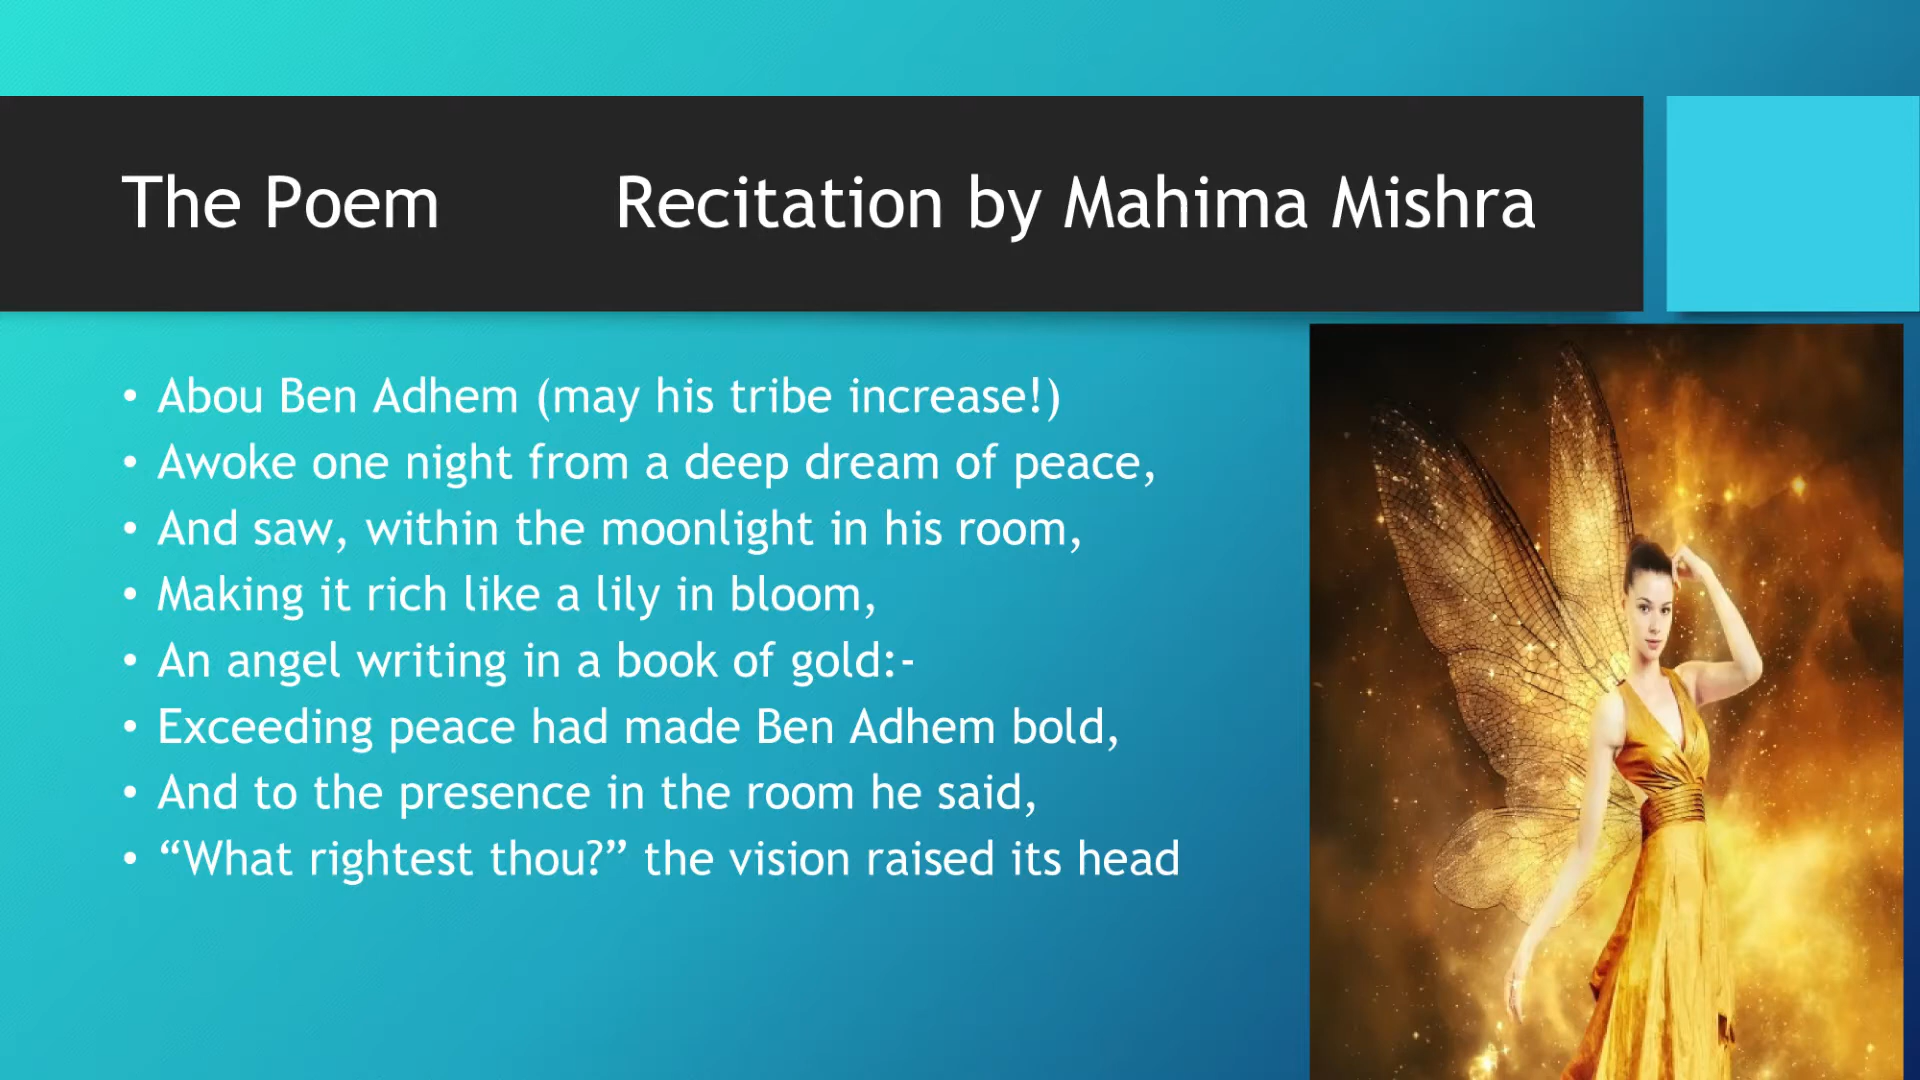 The Poem Recitation by Mahima Mishra
• Abou Ben Adhem (may his tribe increase!)
• Awoke one night from a deep dream of peace,
• And saw, within the moonlight in his room,
• Making it rich like a lily in bloom,
• An angel writing in a book of gold:-
• Exceeding peace had made Ben Adhem bold,
• And to the presence in the room he said,
• “What rightest thou?” the vision raised its head